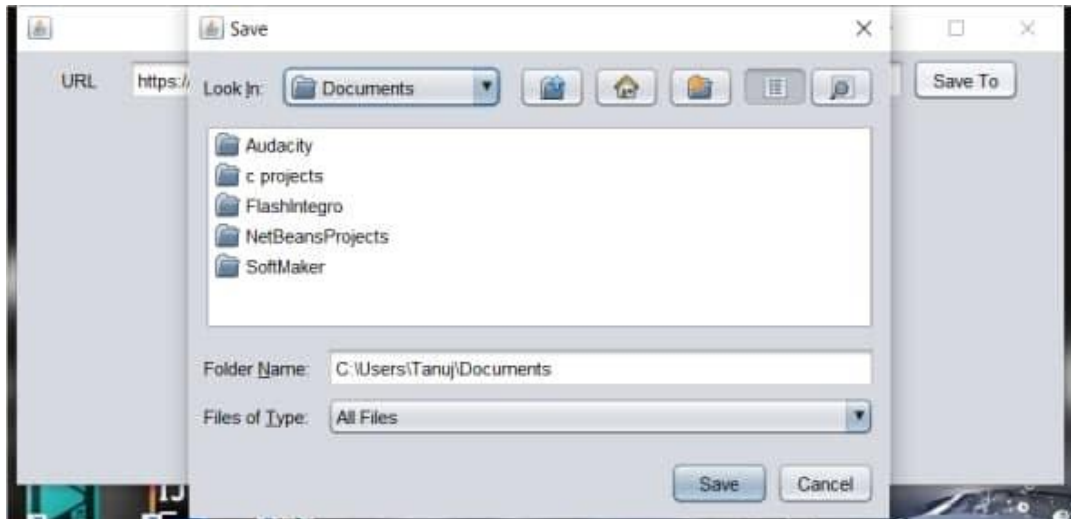 Save
URL
https:/
Look In:
Documents
Save To
Audacity
c projects
FlashIntegro
NetBeansProjects
SoftMaker
Folder Name:
C:\Users\Tanuj\Documents
Files of Type:
All Files
Save
Cancel